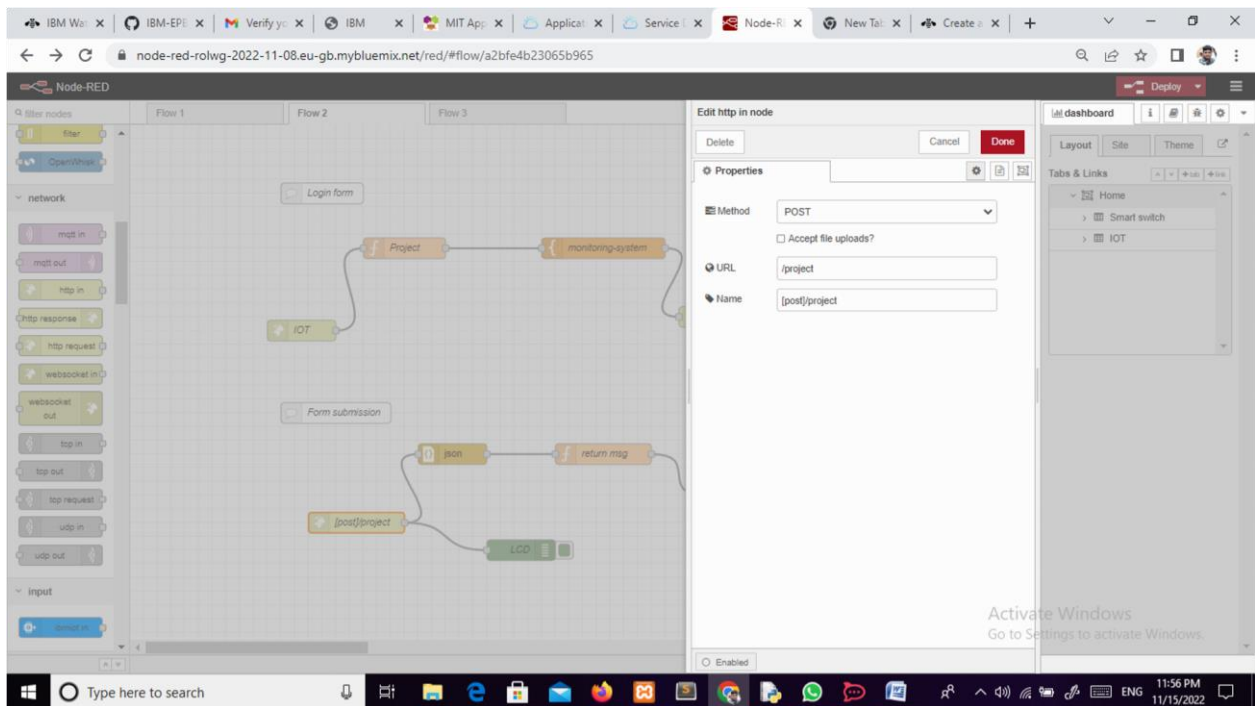 IBM Wat
IBM-EPB
Verify yo
IBM
MIT App
Applicat
Service
Node-R
New Tab
Create a
node-red-rolwg-2022-11-08.eu-gb.mybluemix.net/red/#flow/a2bfe4b23065b965
Node-RED
Deploy
filter nodes
Flow 1
Flow 2
Flow 3
Edit http in node
dashboard
filter
OpenWhisk
Delete
Cancel
Done
Layout
Site
Theme
Properties
Tabs & Links
network
Login form
Home
Method
POST
Smart switch
mqtt in
Project
monitoring-system
Accept file uploads?
IOT
mqtt out
URL
/project
http in
Name
[post]/project
http response
IOT
http request
websocket in
websocket
out
Form submission
tcp in
json
return msg
tcp out
tcp request
[post]/project
udp in
LCD
udp out
input
Activate Windows
Go to Settings to activate Windows.
Enabled
Type here to search
ENG
11:56 PM
11/15/2022